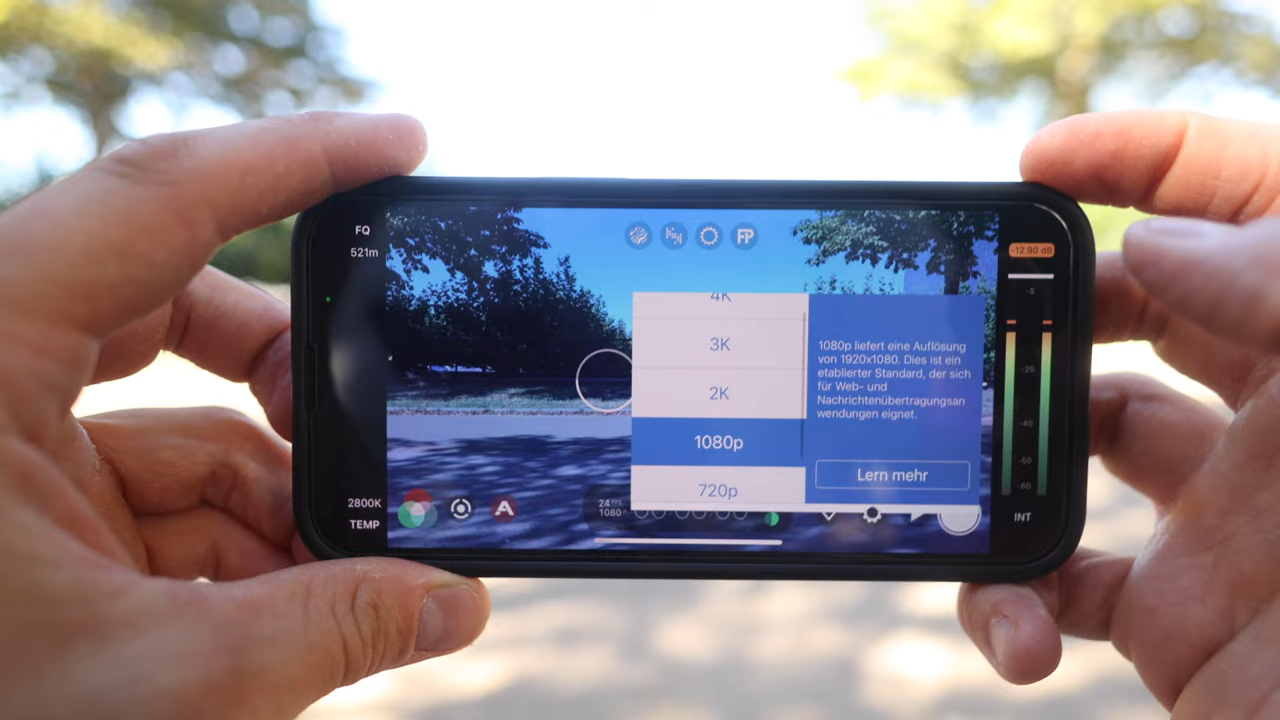 FQ
521m
FP
-12.90 dB
-5
-25
-40
-50
-60
INT
4K
3K
2K
1080p
720p
1080p liefert eine Auflösung
von 1920x1080. Dies ist ein
etablierter Standard, der sich
für Web- und
Nachrichtenübertragungsan
wendungen eignet.
Lern mehr
2800K
TEMP
A
24
1080